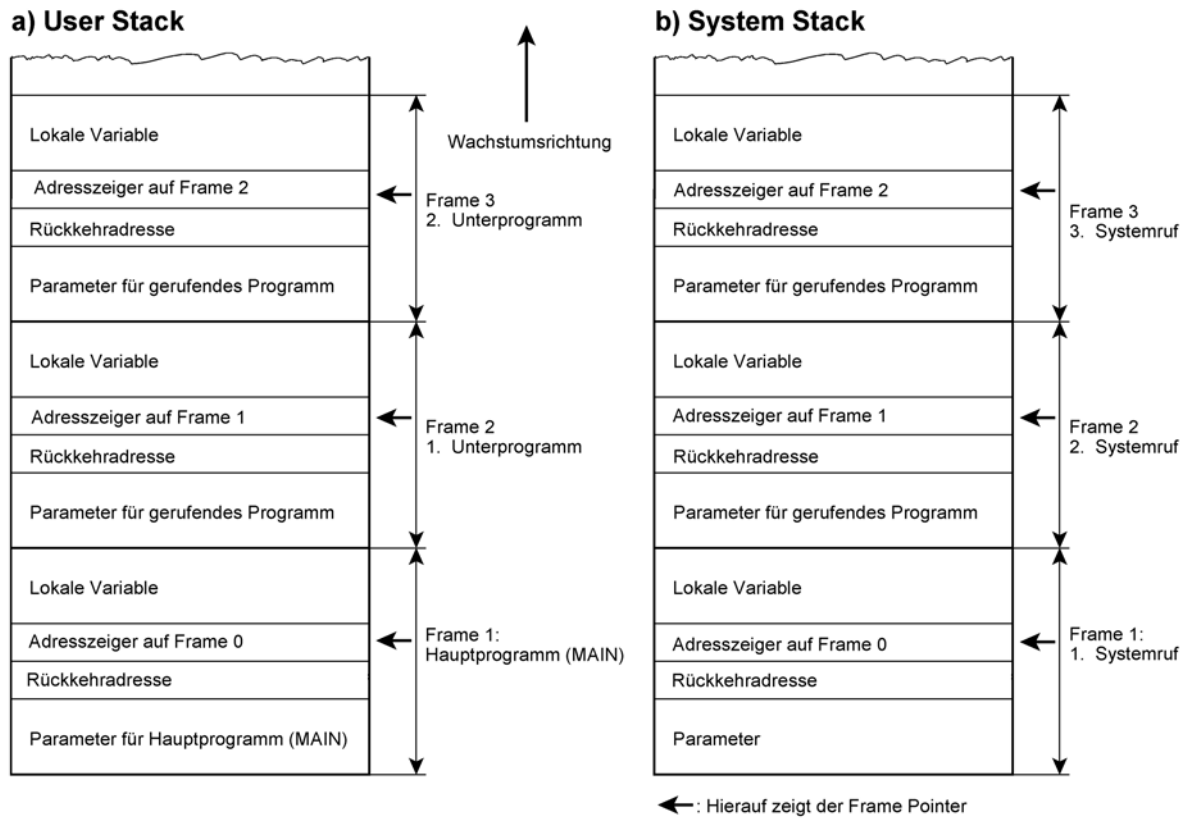 a) User Stack
Lokale Variable
Adresszeiger auf Frame 2
Rückkehradresse
Parameter für gerufendes Programm
Lokale Variable
Adresszeiger auf Frame 1
Rückkehradresse
Parameter für gerufendes Programm
Lokale Variable
Adresszeiger auf Frame 0
Rückkehradresse
Parameter für Hauptprogramm (MAIN)
Wachstumsrichtung
Frame 3
2. Unterprogramm
Frame 2
1. Unterprogramm
Frame 1:
Hauptprogramm (MAIN)
b) System Stack
Lokale Variable
Adresszeiger auf Frame 2
Rückkehradresse
Parameter für gerufendes Programm
Lokale Variable
Adresszeiger auf Frame 1
Rückkehradresse
Parameter für gerufendes Programm
Lokale Variable
Adresszeiger auf Frame 0
Rückkehradresse
Parameter
Frame 3
3. Systemruf
Frame 2
2. Systemruf
Frame 1:
1. Systemruf
: Hierauf zeigt der Frame Pointer